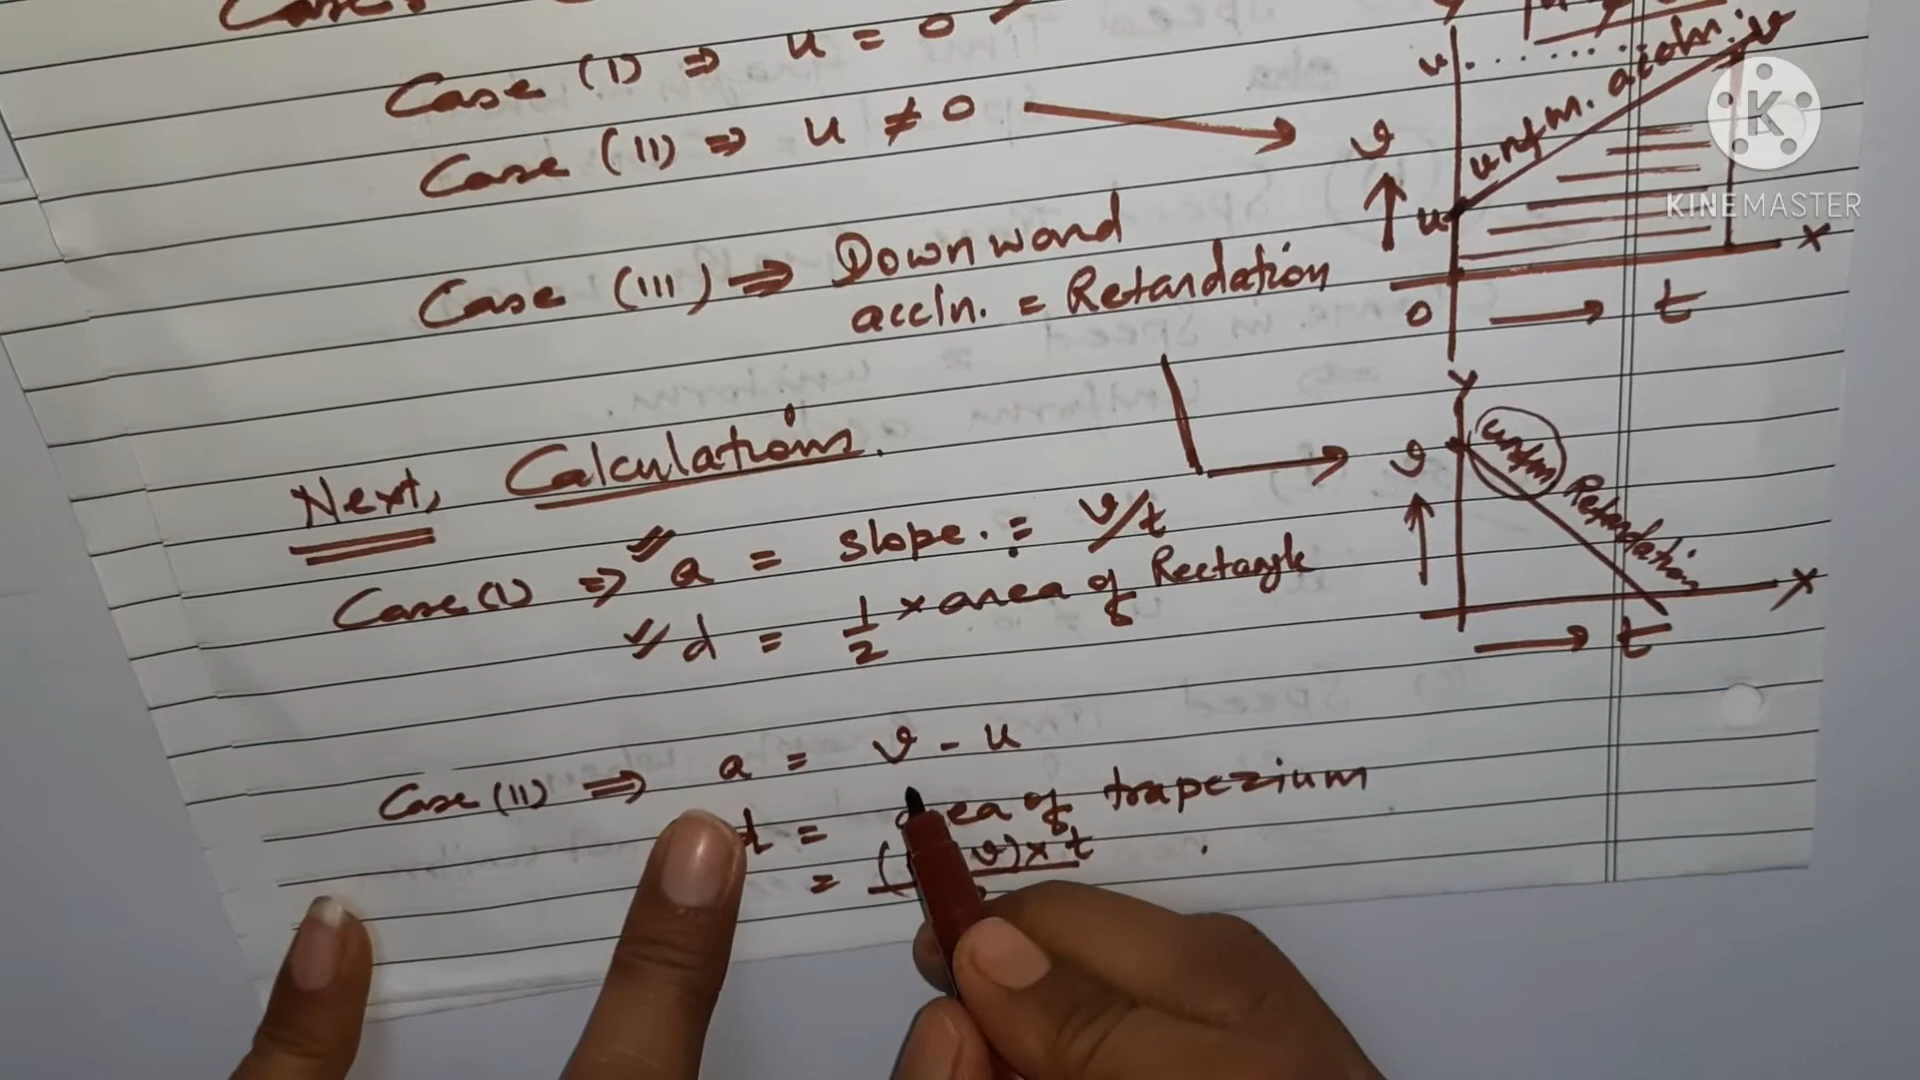 Case (I) ⇒ u = 0
Case (II) ⇒ u ≠ 0
Case (III) ⇒ Downward
accln. = Retardation
Next, Calculations.
Case (I) ⇒ a = slope. = v/t
d = 1/2 × area of Rectangle
Case (II) ⇒ a = v - u
d = area of trapezium
= ( v) × t
v
unfm. accln. v
v
u
X
O
t
Y
v
unfm Retardation
X
t
K
KINEMASTER